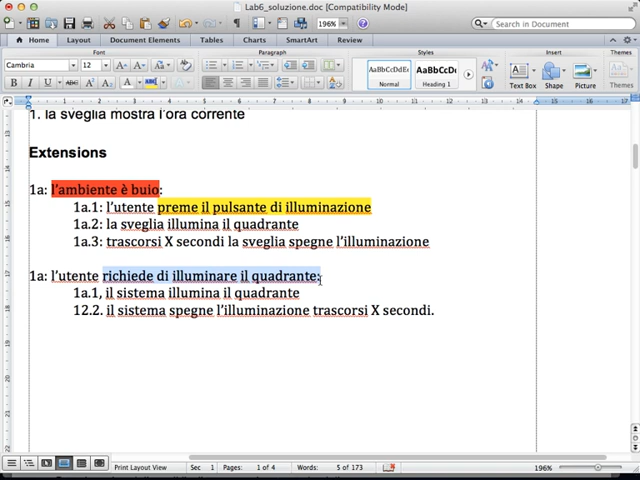 Lab6_soluzione.doc [Compatibility Mode]
196%
Search in Document
Home Layout Document Elements Tables Charts SmartArt Review
Font Paragraph Styles Insert Themes
Cambria 12
AaBbCcDdEe AaBbCcDc
Normal Heading 1 Text Box Shape Picture Themes
1. la sveglia mostra l'ora corrente
Extensions
1a: l'ambiente è buio:
1a.1: l'utente preme il pulsante di illuminazione
1a.2: la sveglia illumina il quadrante
1a.3: trascorsi X secondi la sveglia spegne l'illuminazione
1a: l'utente richiede di illuminare il quadrante:
1a.1, il sistema illumina il quadrante
12.2. il sistema spegne l'illuminazione trascorsi X secondi.
Print Layout View Sec 1 Pages: 1 of 4 Words: 5 of 173 196%